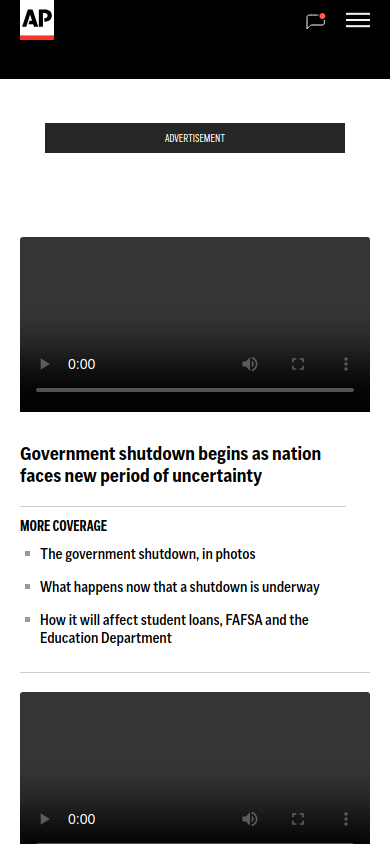 AP
ADVERTISEMENT
0:00
Government shutdown begins as nation
faces new period of uncertainty
MORE COVERAGE
The government shutdown, in photos
What happens now that a shutdown is underway
How it will affect student loans, FAFSA and the
Education Department
0:00